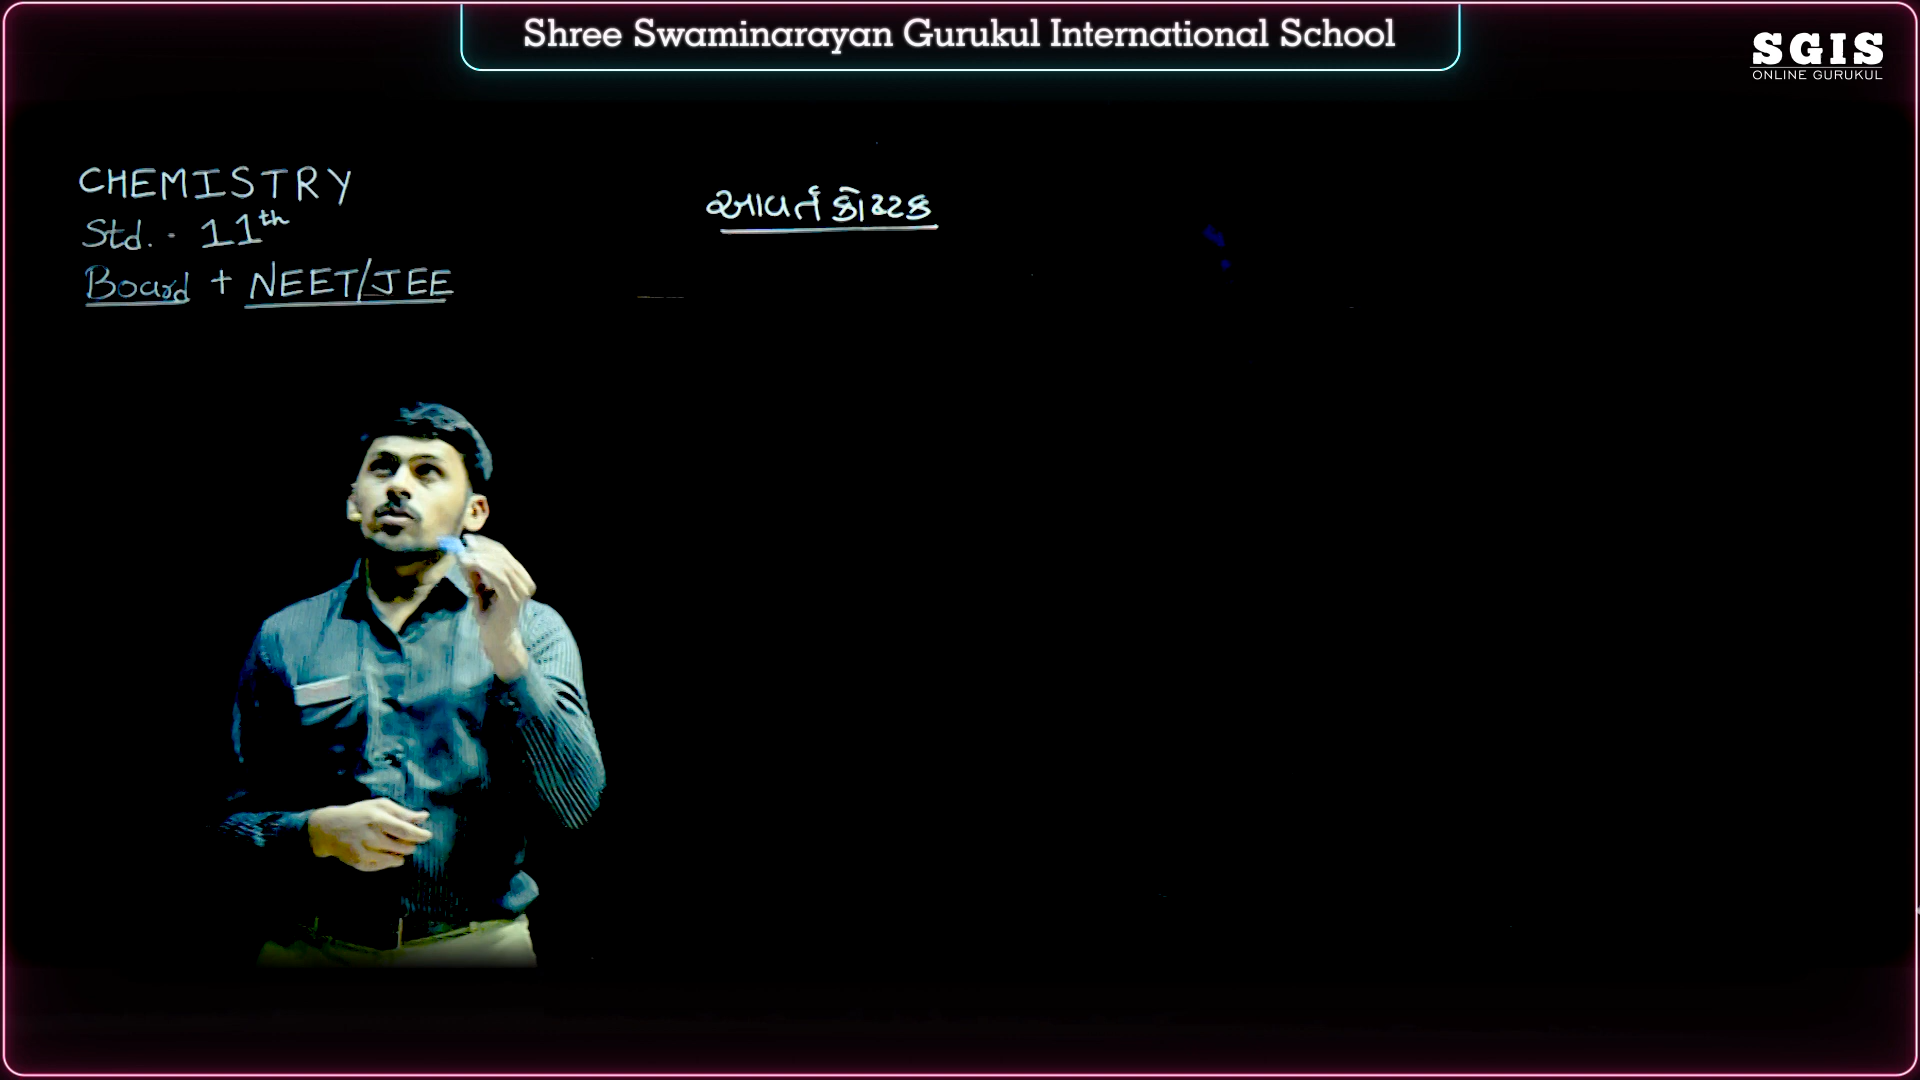 Shree Swaminarayan Gurukul International School
SGIS
ONLINE GURUKUL
CHEMISTRY
Std. - 11th
Board + NEET/JEE
આવર્ત કોષ્ટક